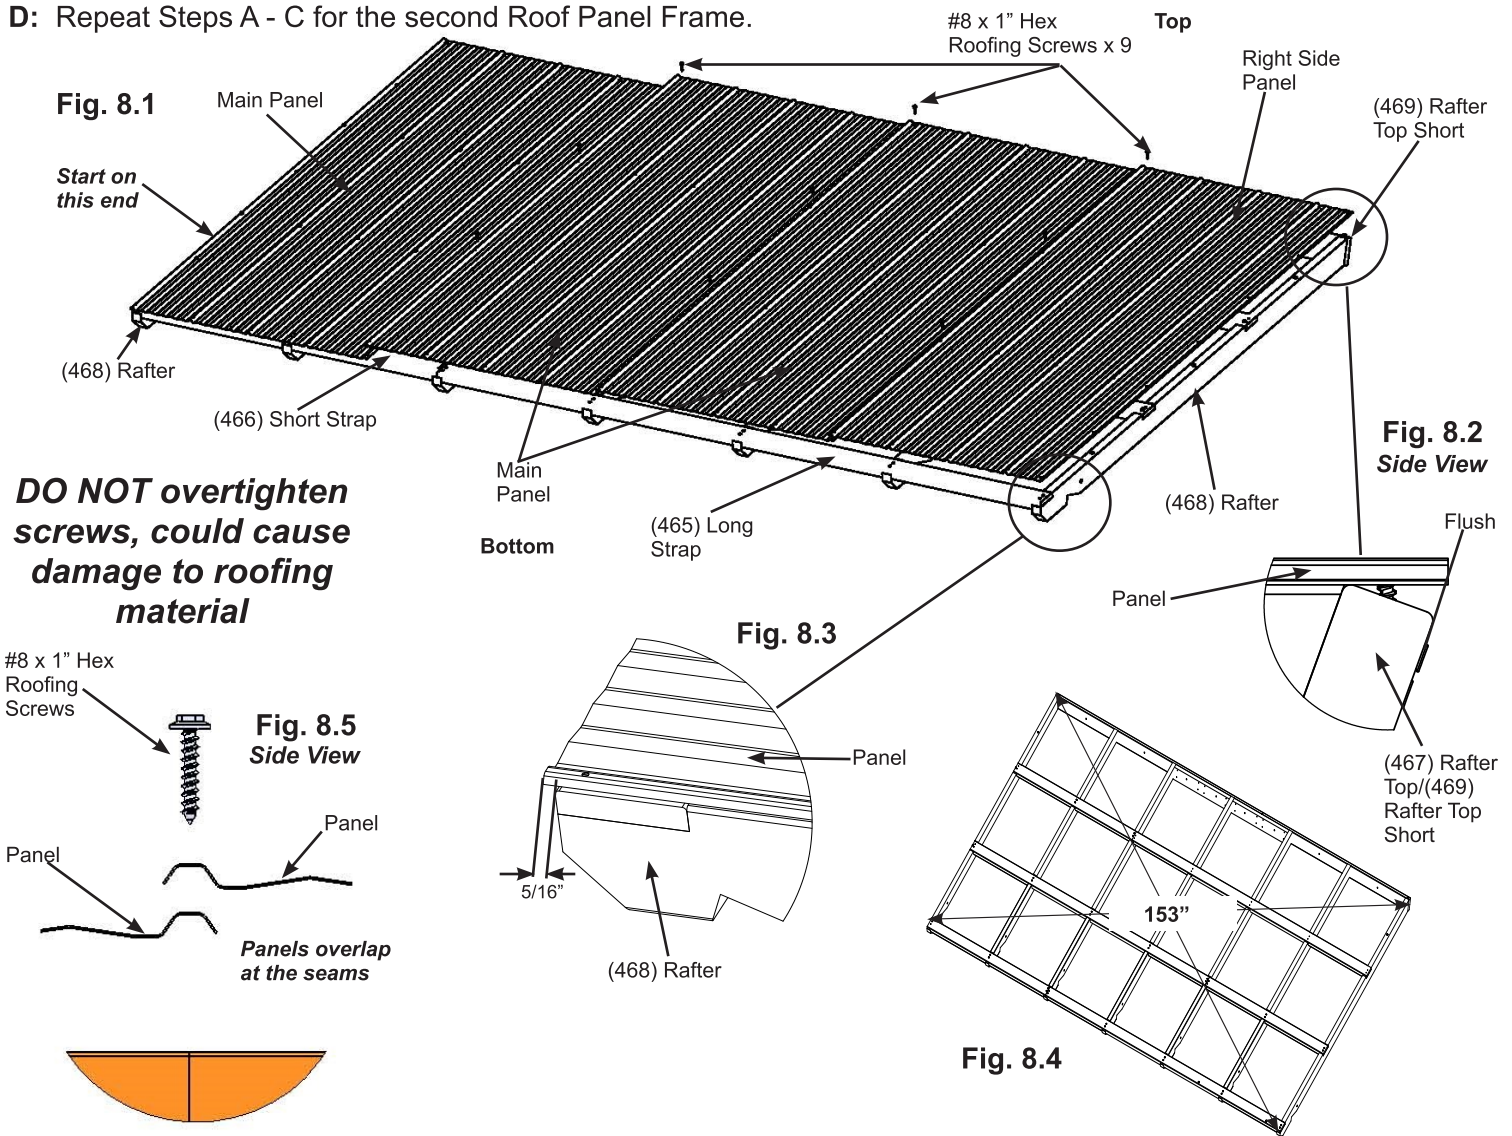 D: Repeat Steps A - C for the second Roof Panel Frame.
#8 x 1” Hex
Roofing Screws x 9
Top
Right Side
Panel
(469) Rafter
Top Short
Fig. 8.1
Main Panel
Start on
this end
(468) Rafter
(466) Short Strap
Main
Panel
(465) Long
Strap
Bottom
(468) Rafter
Fig. 8.2
Side View
Flush
Panel
(467) Rafter
Top/(469)
Rafter Top
Short
DO NOT overtighten
screws, could cause
damage to roofing
material
#8 x 1” Hex
Roofing
Screws
Fig. 8.5
Side View
Panel
Panel
Panels overlap
at the seams
Fig. 8.3
Panel
5/16”
(468) Rafter
153”
Fig. 8.4